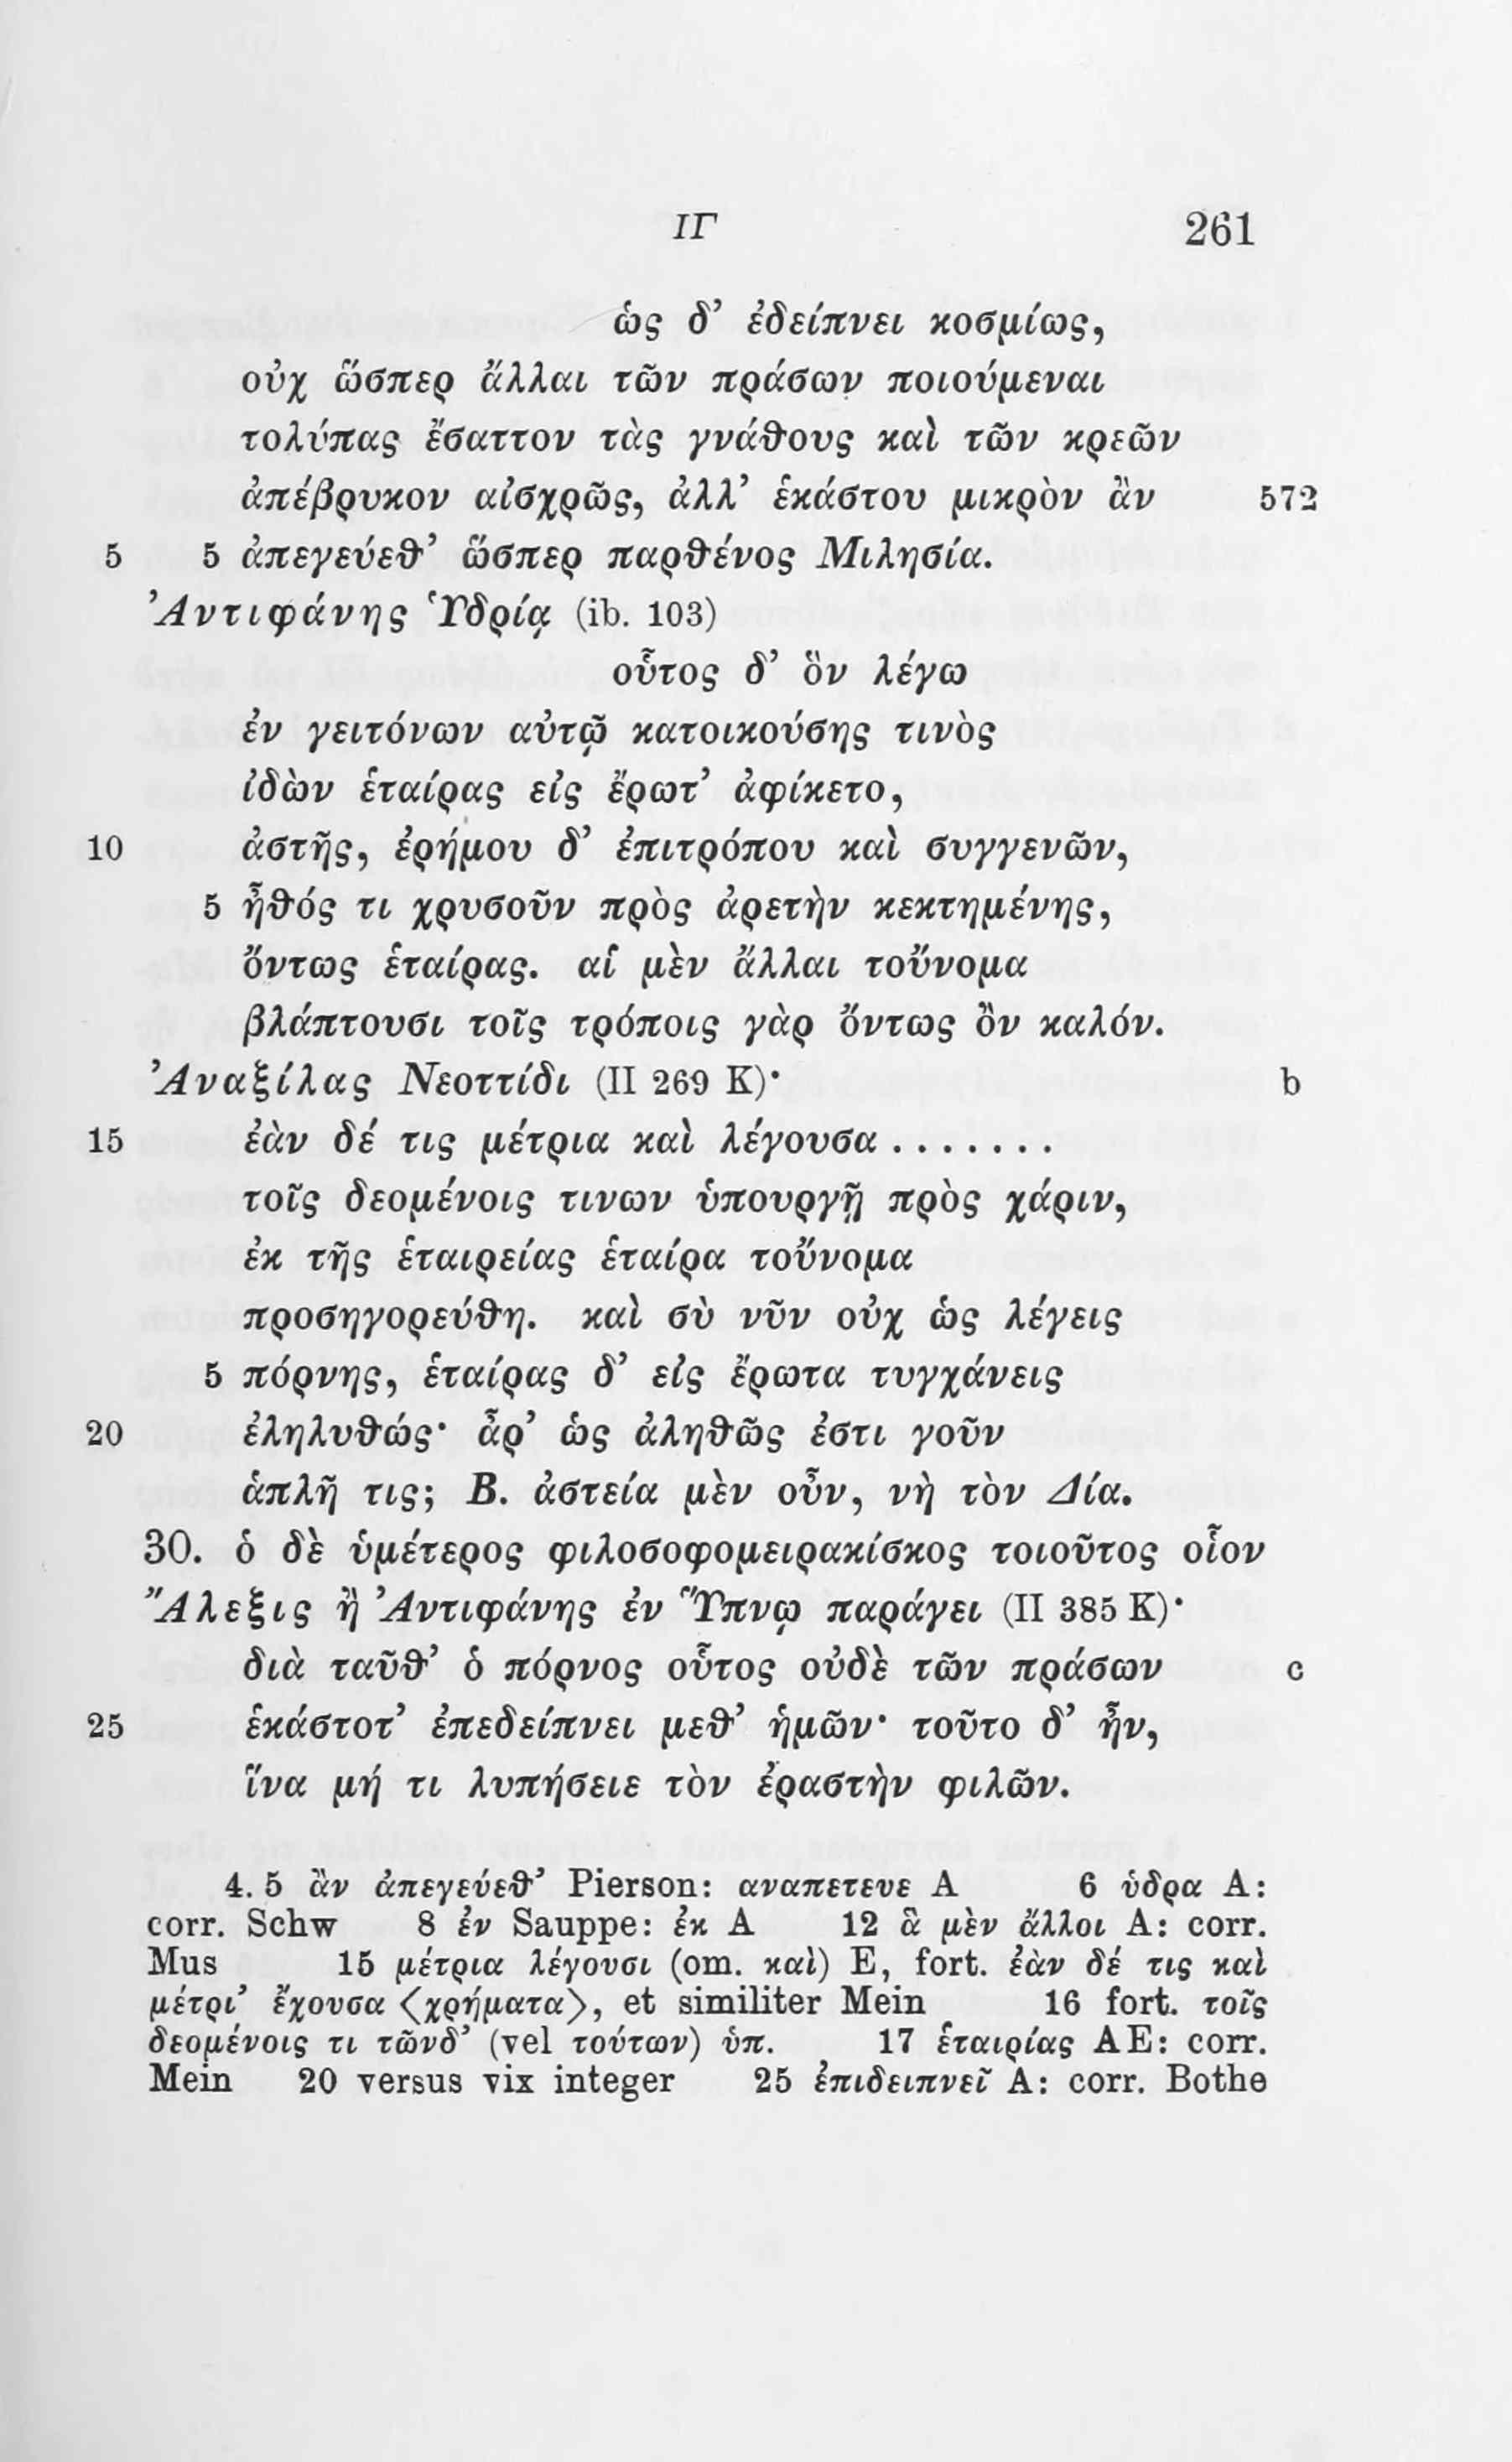 ΙΓ 261
ὡς δ’ ἐδείπνει κοσμίως,
οὐχ ὥσπερ ἄλλαι τῶν πράσων ποιούμεναι
τολύπας ἔσαττον τὰς γνάθους καὶ τῶν κρεῶν
ἀπέβρυκον αἰσχρῶς, ἀλλ’ ἑκάστου μικρὸν ἂν 572
5 5 ἀπεγεύεθ’ ὥσπερ παρθένος Μιλησία.
Ἀντιφάνης Ὑδρίᾳ (ib. 103)
οὗτος δ’ ὃν λέγω
ἐν γειτόνων αὐτῷ κατοικούσης τινὸς
ἰδὼν ἑταίρας εἰς ἔρωτ’ ἀφίκετο,
10 ἀστῆς, ἐρήμου δ’ ἐπιτρόπου καὶ συγγενῶν,
5 ἦθός τι χρυσοῦν πρὸς ἀρετὴν κεκτημένης,
ὄντως ἑταίρας. αἱ μὲν ἄλλαι τοὔνομα
βλάπτουσι τοῖς τρόποις γὰρ ὄντως ὂν καλόν.
Ἀναξίλας Νεοττίδι (II 269 K)· b
15 ἐὰν δέ τις μέτρια καὶ λέγουσα .......
τοῖς δεομένοις τινων ὑπουργῇ πρὸς χάριν,
ἐκ τῆς ἑταιρείας ἑταίρα τοὔνομα
προσηγορεύθη. καὶ σὺ νῦν οὐχ ὡς λέγεις
5 πόρνης, ἑταίρας δ’ εἰς ἔρωτα τυγχάνεις
20 ἐληλυθώς· ἆρ’ ὡς ἀληθῶς ἐστι γοῦν
ἁπλῆ τις; Β. ἀστεία μὲν οὖν, νὴ τὸν Δία.
30. ὁ δὲ ὑμέτερος φιλοσοφομειρακίσκος τοιοῦτος οἷον
Ἄλεξις ἢ Ἀντιφάνης ἐν Ὕπνῳ παράγει (II 385 K)·
διὰ ταῦθ’ ὁ πόρνος οὗτος οὐδὲ τῶν πράσων c
25 ἑκάστοτ’ ἐπεδείπνει μεθ’ ἡμῶν· τοῦτο δ’ ἦν,
ἵνα μή τι λυπήσειε τὸν ἐραστὴν φιλῶν.
4. 5 ἂν ἀπεγεύεθ’ Pierson: αναπετευε A 6 ὑδρα A:
corr. Schw 8 ἐν Sauppe: ἐκ A 12 ἃ μὲν ἄλλοι A: corr.
Mus 15 μέτρια λέγουσι (om. καὶ) E, fort. ἐὰν δέ τις καὶ
μέτρι’ ἔχουσα ⟨χρήματα⟩, et similiter Mein 16 fort. τοῖς
δεομένοις τι τῶνδ’ (vel τούτων) ὑπ. 17 ἑταιρίας AE: corr.
Mein 20 versus vix integer 25 ἐπιδειπνεῖ A: corr. Bothe